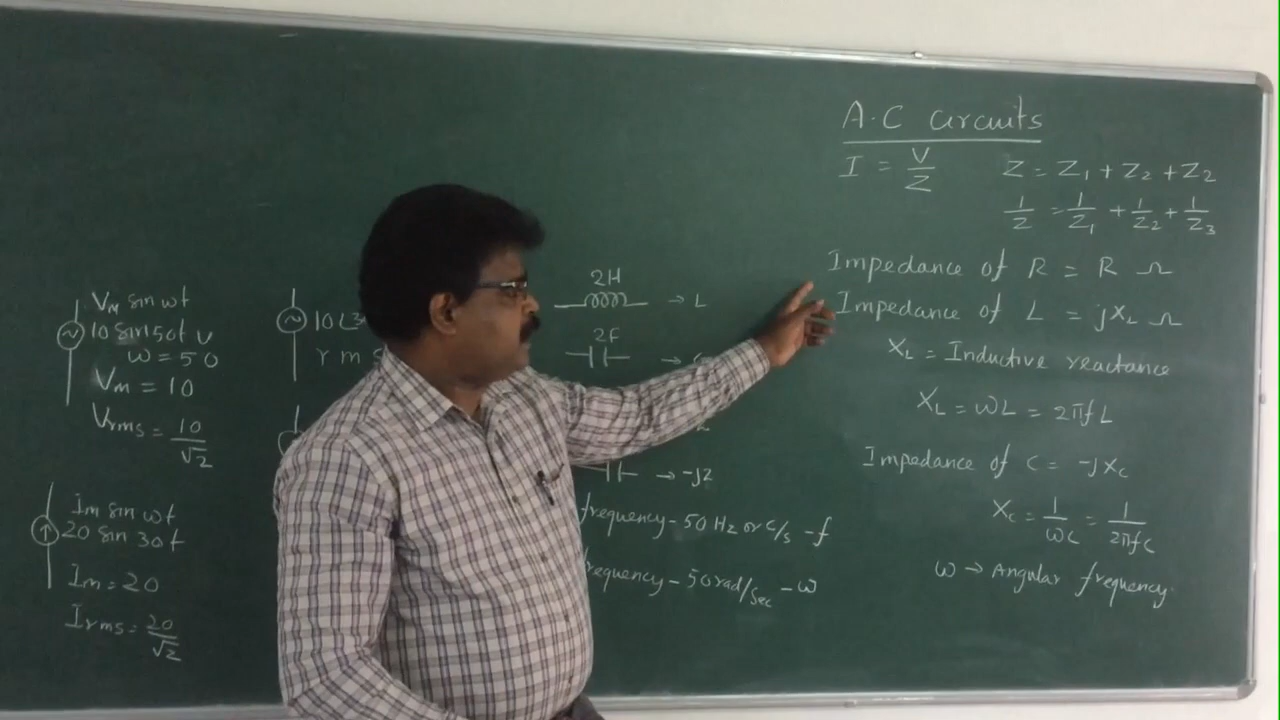 A.C circuits
I = V/Z
Z = Z1 + Z2 + Z2
1/Z = 1/Z1 + 1/Z2 + 1/Z3
Impedance of R = R Ω
Impedance of L = jXL Ω
XL = Inductive reactance
XL = ωL = 2πfL
Impedance of C = -jXC
XC = 1/ωC = 1/2πfC
ω → Angular frequency
Vm sin ωt
10 sin 50t V
ω = 50
Vm = 10
Vrms = 10/√2
Im sin ωt
20 sin 30t
Im = 20
Irms = 20/√2
rms
2H
→ L
2F
→ -j2
frequency - 50 Hz or c/s - f
frequency - 50 rad/sec - ω